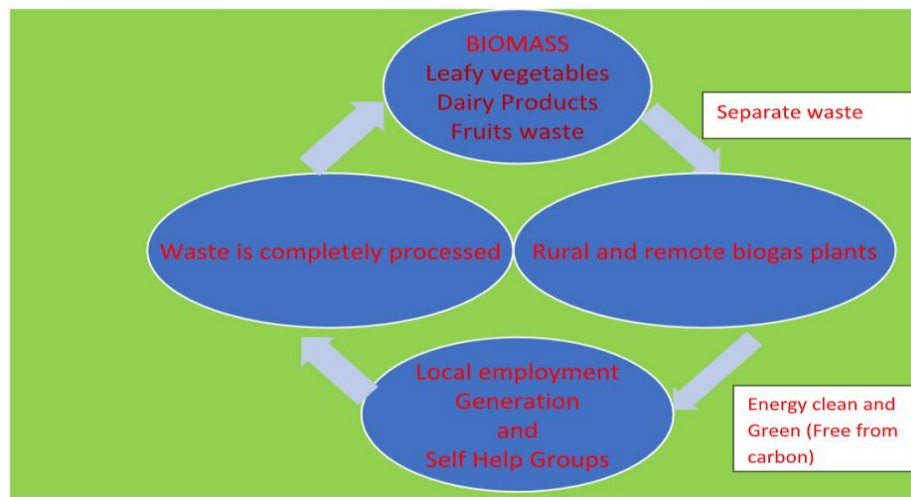 BIOMASS
Leafy vegetables
Dairy Products
Fruits waste
Separate waste
Waste is completely processed
Rural and remote biogas plants
Local employment
Generation
and
Self Help Groups
Energy clean and
Green (Free from
carbon)